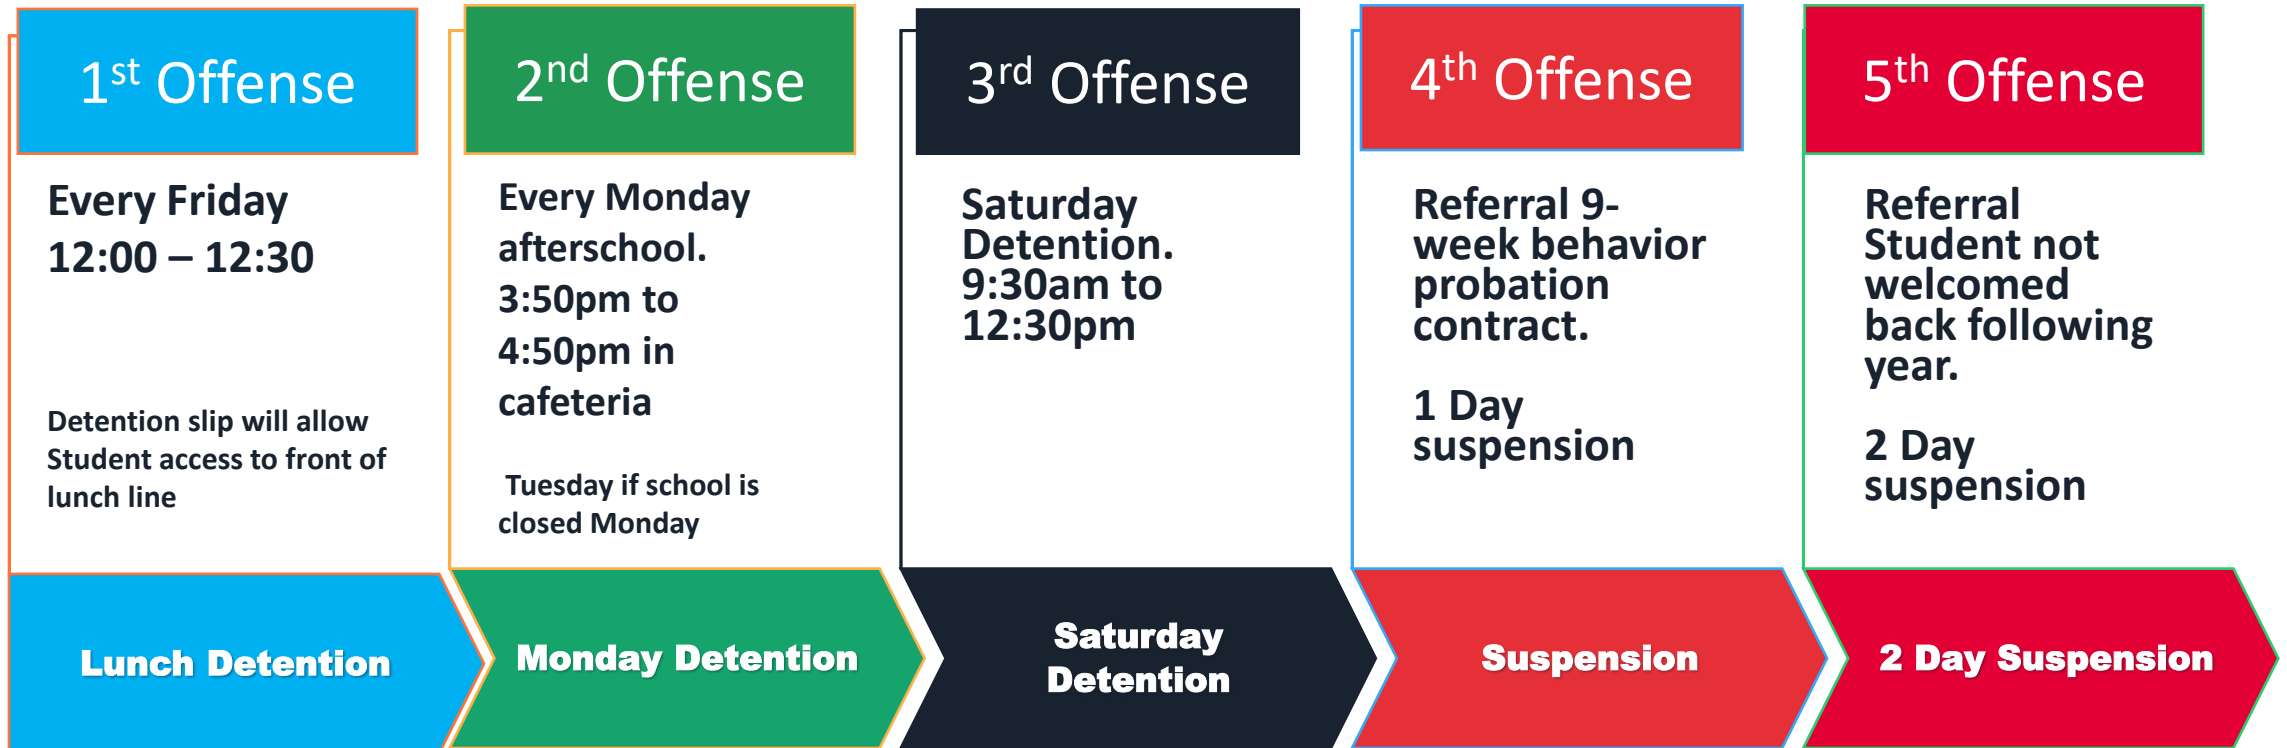 1st Offense
Every Friday
12:00 – 12:30
Detention slip will allow
Student access to front of
lunch line
Lunch Detention
2nd Offense
Every Monday
afterschool.
3:50pm to
4:50pm in
cafeteria
Tuesday if school is
closed Monday
Monday Detention
3rd Offense
Saturday
Detention.
9:30am to
12:30pm
Saturday
Detention
4th Offense
Referral 9-
week behavior
probation
contract.
1 Day
suspension
Suspension
5th Offense
Referral
Student not
welcomed
back following
year.
2 Day
suspension
2 Day Suspension